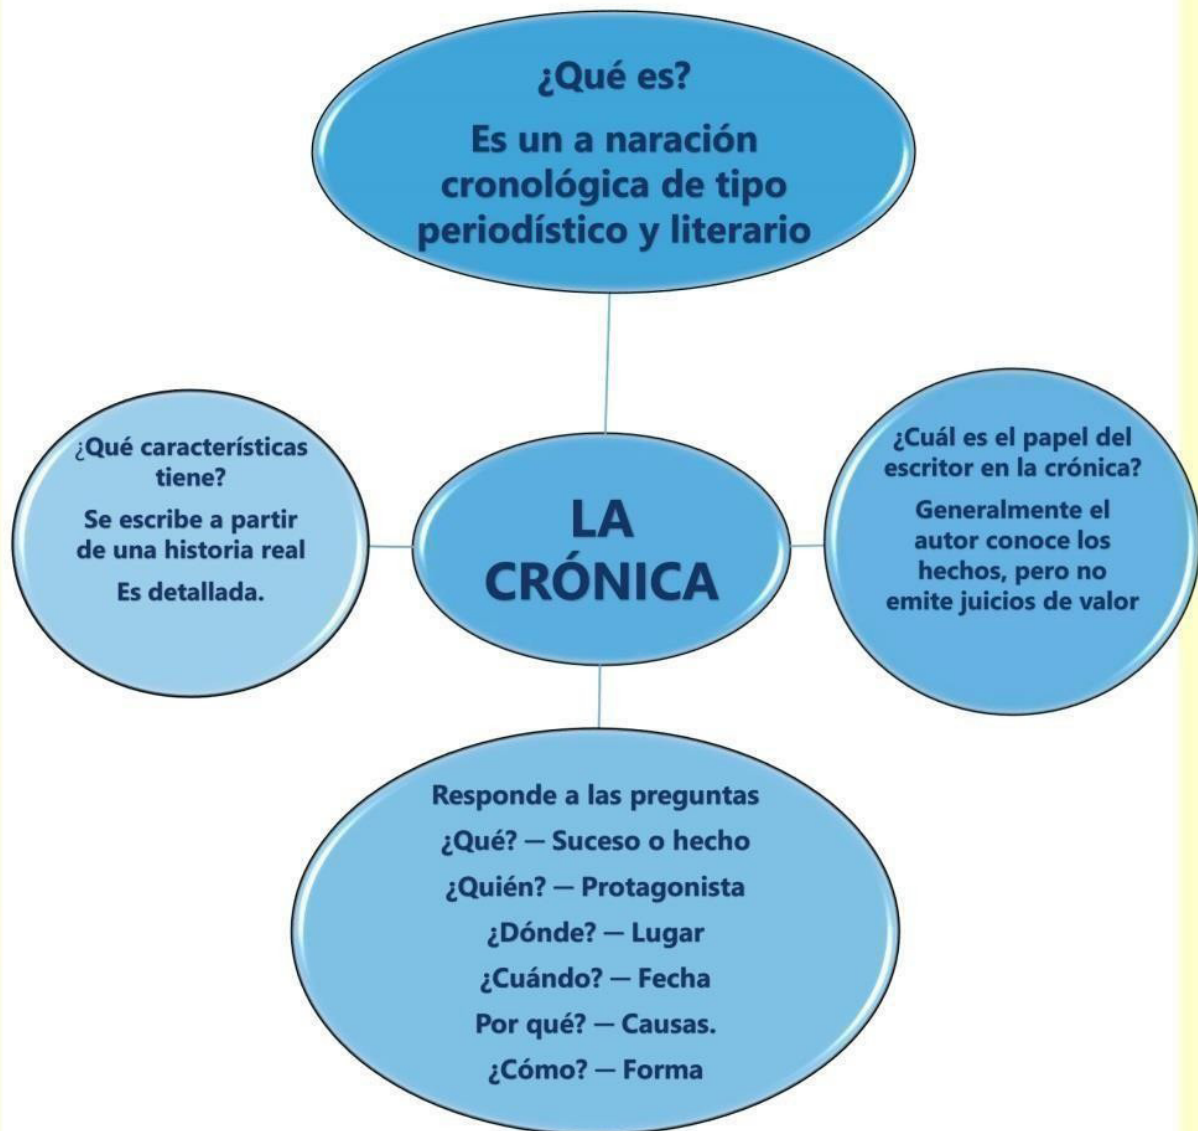 ¿Qué es?
Es un a naración
cronológica de tipo
periodístico y literario
¿Qué características
tiene?
Se escribe a partir
de una historia real
Es detallada.
LA
CRÓNICA
¿Cuál es el papel del
escritor en la crónica?
Generalmente el
autor conoce los
hechos, pero no
emite juicios de valor
Responde a las preguntas
¿Qué? — Suceso o hecho
¿Quién? — Protagonista
¿Dónde? — Lugar
¿Cuándo? — Fecha
Por qué? — Causas.
¿Cómo? — Forma